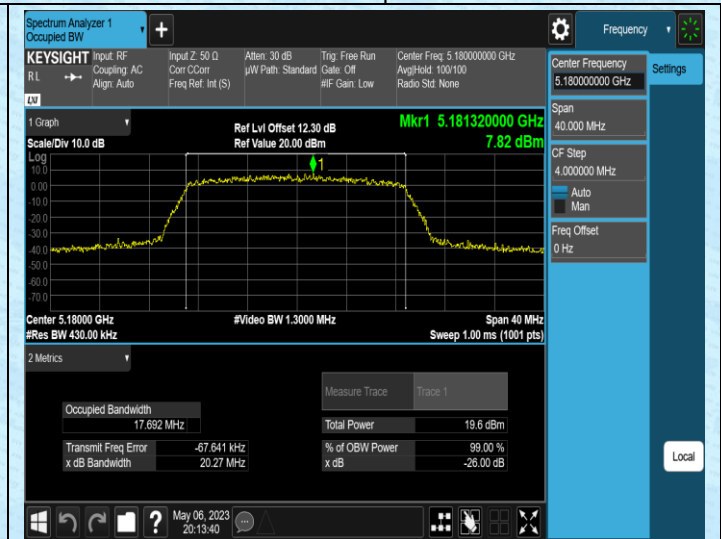 Spectrum Analyzer 1
Occupied BW
+
Frequency
KEYSIGHT
R L
LXI
Input: RF
Coupling: AC
Align: Auto
Input Z: 50 Ω
Corr CCorr
Freq Ref: Int (S)
Atten: 30 dB
µW Path: Standard
Trig: Free Run
Gate: Off
#IF Gain: Low
Center Freq: 5.180000000 GHz
Avg|Hold: 100/100
Radio Std: None
Center Frequency
5.180000000 GHz
Settings
Span
40.000 MHz
CF Step
4.000000 MHz
Auto
Man
Freq Offset
0 Hz
Local
1 Graph
Scale/Div 10.0 dB
Ref Lvl Offset 12.30 dB
Ref Value 20.00 dBm
Mkr1 5.181320000 GHz
7.82 dBm
Log
10.0
0.00
-10.0
-20.0
-30.0
-40.0
-50.0
-60.0
-70.0
1
Center 5.18000 GHz
#Res BW 430.00 kHz
#Video BW 1.3000 MHz
Span 40 MHz
Sweep 1.00 ms (1001 pts)
2 Metrics
Measure Trace
Trace 1
Occupied Bandwidth
17.692 MHz
Total Power 19.6 dBm
Transmit Freq Error -67.641 kHz
% of OBW Power 99.00 %
x dB Bandwidth 20.27 MHz
x dB -26.00 dB
?
May 06, 2023
20:13:40